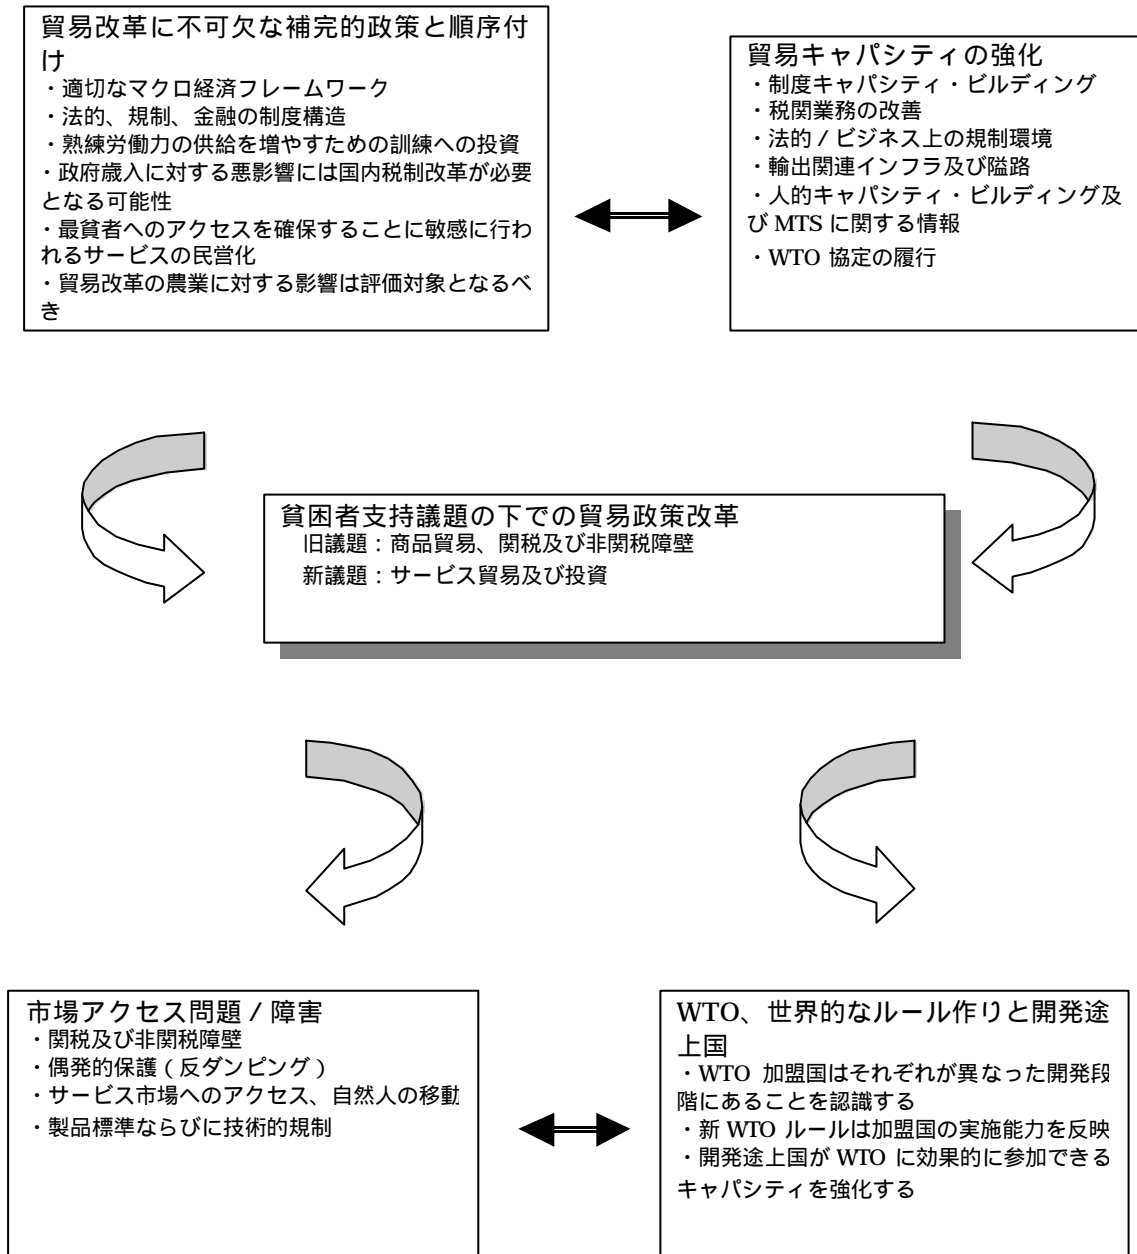 貿易改革に不可欠な補完的政策と順序付
け
・適切なマクロ経済フレームワーク
・法的、規制、金融の制度構造
・熟練労働力の供給を増やすための訓練への投資
・政府歳入に対する悪影響には国内税制改革が必要
となる可能性
・最貧者へのアクセスを確保することに敏感に行わ
れるサービスの民営化
・貿易改革の農業に対する影響は評価対象となるべ
き
貿易キャパシティの強化
・制度キャパシティ・ビルディング
・税関業務の改善
・法的/ビジネス上の規制環境
・輸出関連インフラ及び隘路
・人的キャパシティ・ビルディング及
び MTS に関する情報
・WTO 協定の履行
貧困者支持議題の下での貿易政策改革
旧議題:商品貿易、関税及び非関税障壁
新議題:サービス貿易及び投資
市場アクセス問題/障害
・関税及び非関税障壁
・偶発的保護(反ダンピング)
・サービス市場へのアクセス、自然人の移動
・製品標準ならびに技術的規制
WTO、世界的なルール作りと開発途
上国
・WTO 加盟国はそれぞれが異なった開発段
階にあることを認識する
・新 WTO ルールは加盟国の実施能力を反映
・開発途上国が WTO に効果的に参加できる
キャパシティを強化する